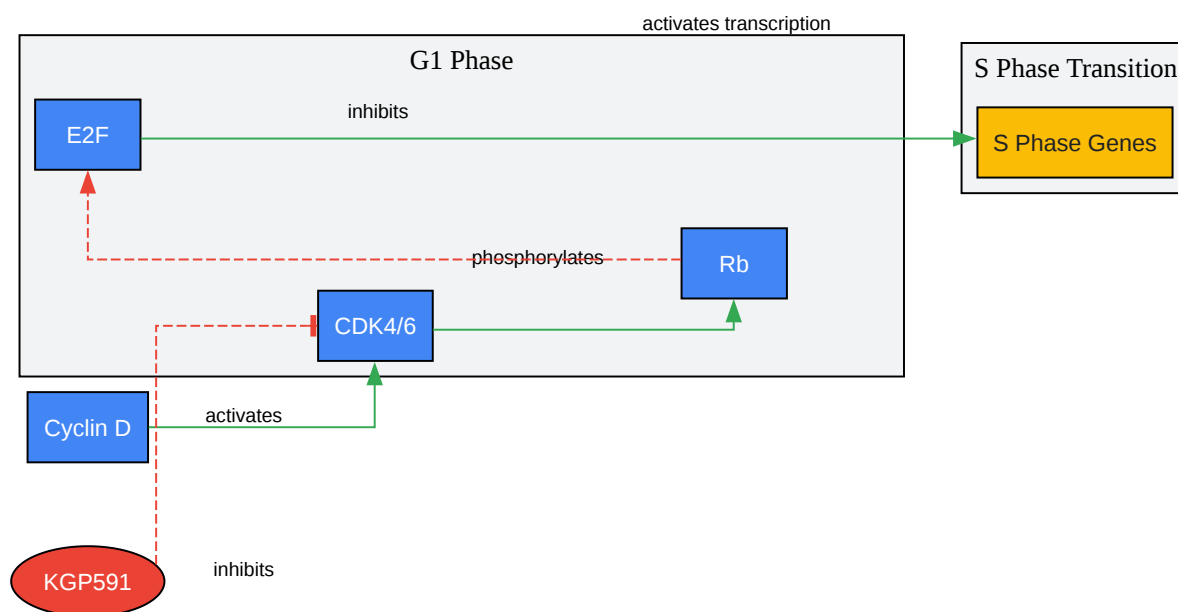 activates transcription
G1 Phase
S Phase Transition
E2F
inhibits
S Phase Genes
phosphorylates
Rb
CDK4/6
Cyclin D
activates
KGP591
inhibits